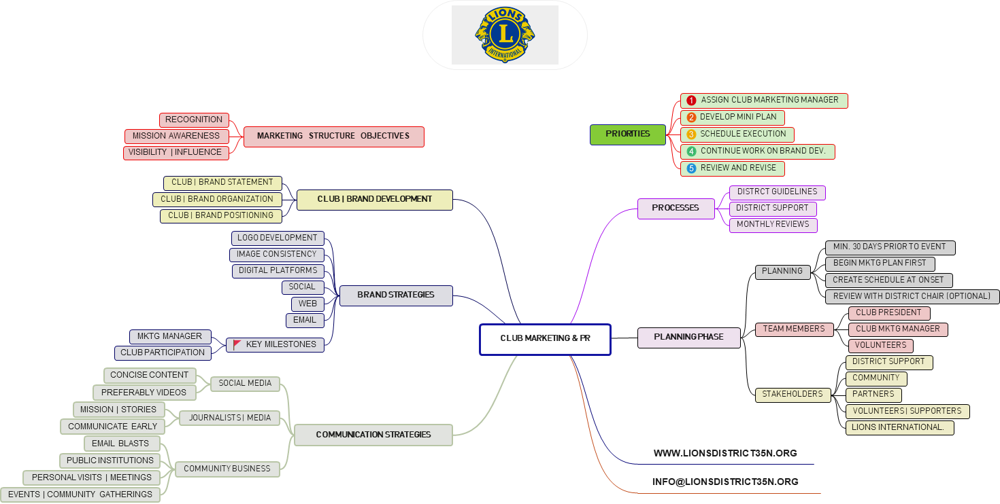 LIONS
L
INTERNATIONAL
MARKETING STRUCTURE OBJECTIVES
RECOGNITION
MISSION AWARENESS
VISIBILITY | INFLUENCE
PRIORITIES
1 ASSIGN CLUB MARKETING MANAGER
2 DEVELOP MINI PLAN
3 SCHEDULE EXECUTION
4 CONTINUE WORK ON BRAND DEV.
5 REVIEW AND REVISE
CLUB MARKETING & PR
CLUB | BRAND DEVELOPMENT
CLUB | BRAND STATEMENT
CLUB | BRAND ORGANIZATION
CLUB | BRAND POSITIONING
BRAND STRATEGIES
LOGO DEVELOPMENT
IMAGE CONSISTENCY
DIGITAL PLATFORMS
SOCIAL
WEB
EMAIL
KEY MILESTONES
MKTG MANAGER
CLUB PARTICIPATION
COMMUNICATION STRATEGIES
SOCIAL MEDIA
CONCISE CONTENT
PREFERABLY VIDEOS
JOURNALISTS | MEDIA
MISSION | STORIES
COMMUNICATE EARLY
COMMUNITY BUSINESS
EMAIL BLASTS
PUBLIC INSTITUTIONS
PERSONAL VISITS | MEETINGS
EVENTS | COMMUNITY GATHERINGS
PROCESSES
DISTRCT GUIDELINES
DISTRICT SUPPORT
MONTHLY REVIEWS
PLANNING PHASE
PLANNING
MIN. 30 DAYS PRIOR TO EVENT
BEGIN MKTG PLAN FIRST
CREATE SCHEDULE AT ONSET
REVIEW WITH DISTRICT CHAIR (OPTIONAL)
TEAM MEMBERS
CLUB PRESIDENT
CLUB MKTG MANAGER
VOLUNTEERS
STAKEHOLDERS
DISTRICT SUPPORT
COMMUNITY
PARTNERS
VOLUNTEERS | SUPPORTERS
LIONS INTERNATIONAL.
WWW.LIONSDISTRICT35N.ORG
INFO@LIONSDISTRICT35N.ORG